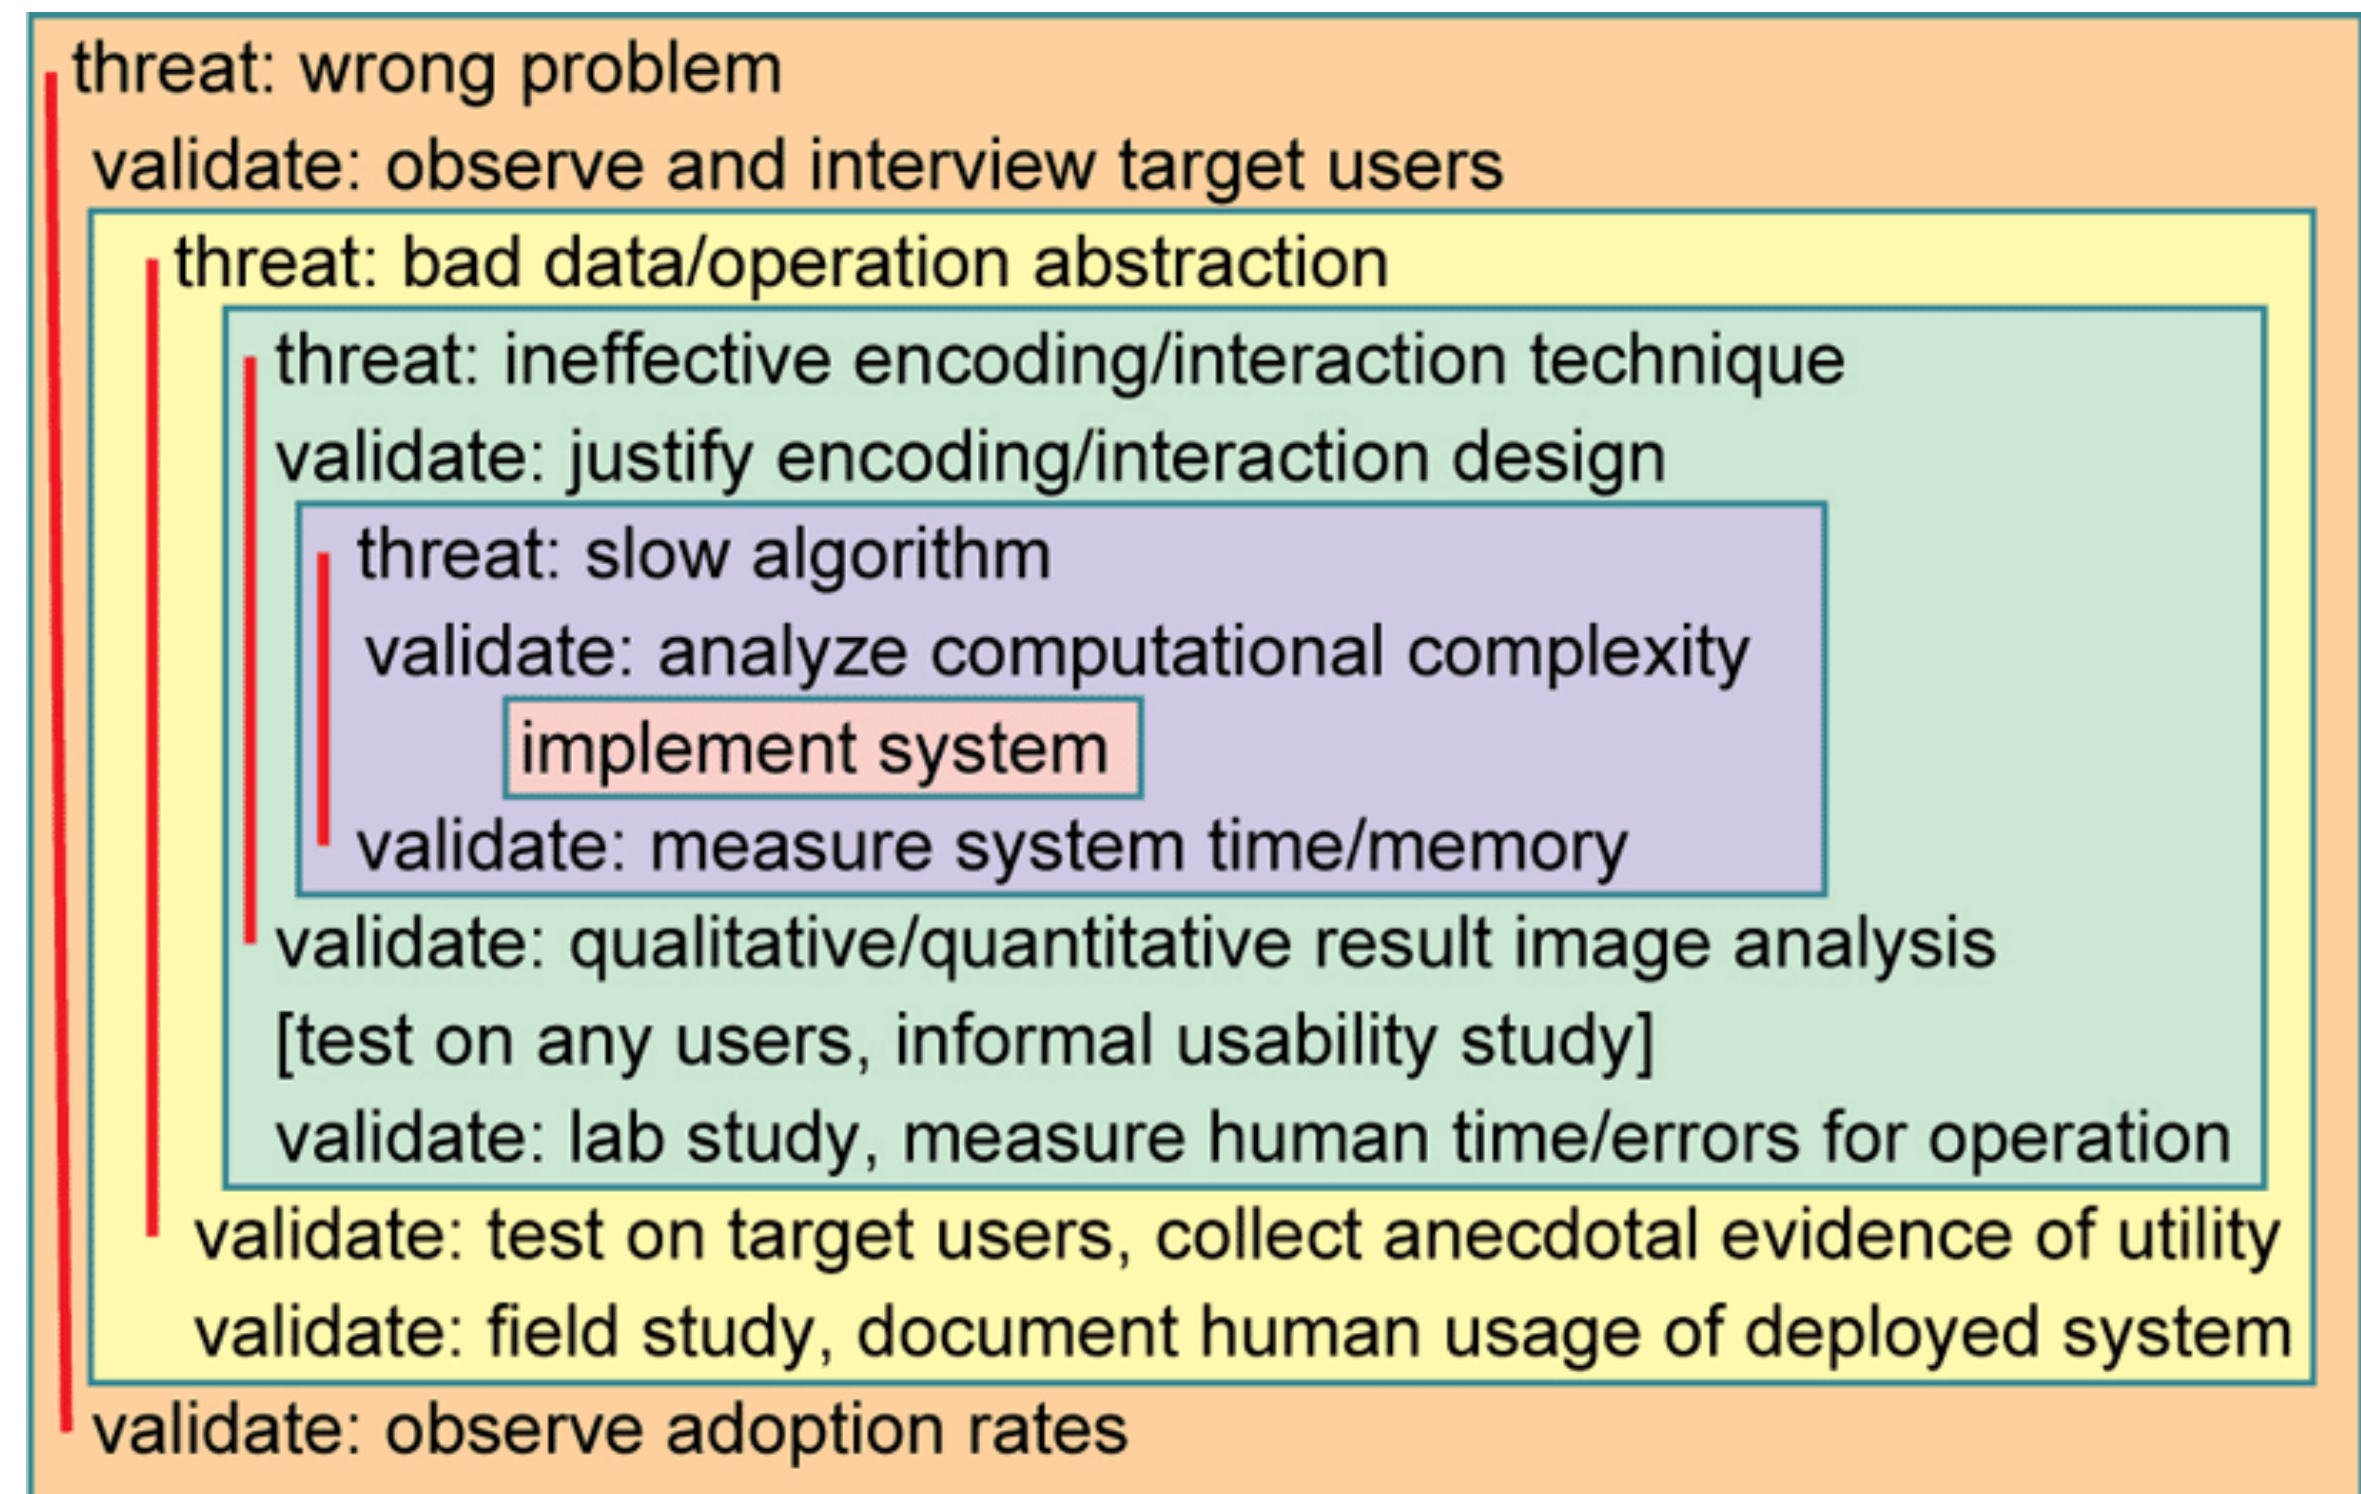 threat: wrong problem
validate: observe and interview target users
threat: bad data/operation abstraction
threat: ineffective encoding/interaction technique
validate: justify encoding/interaction design
threat: slow algorithm
validate: analyze computational complexity
implement system
validate: measure system time/memory
validate: qualitative/quantitative result image analysis
[test on any users, informal usability study]
validate: lab study, measure human time/errors for operation
validate: test on target users, collect anecdotal evidence of utility
validate: field study, document human usage of deployed system
validate: observe adoption rates